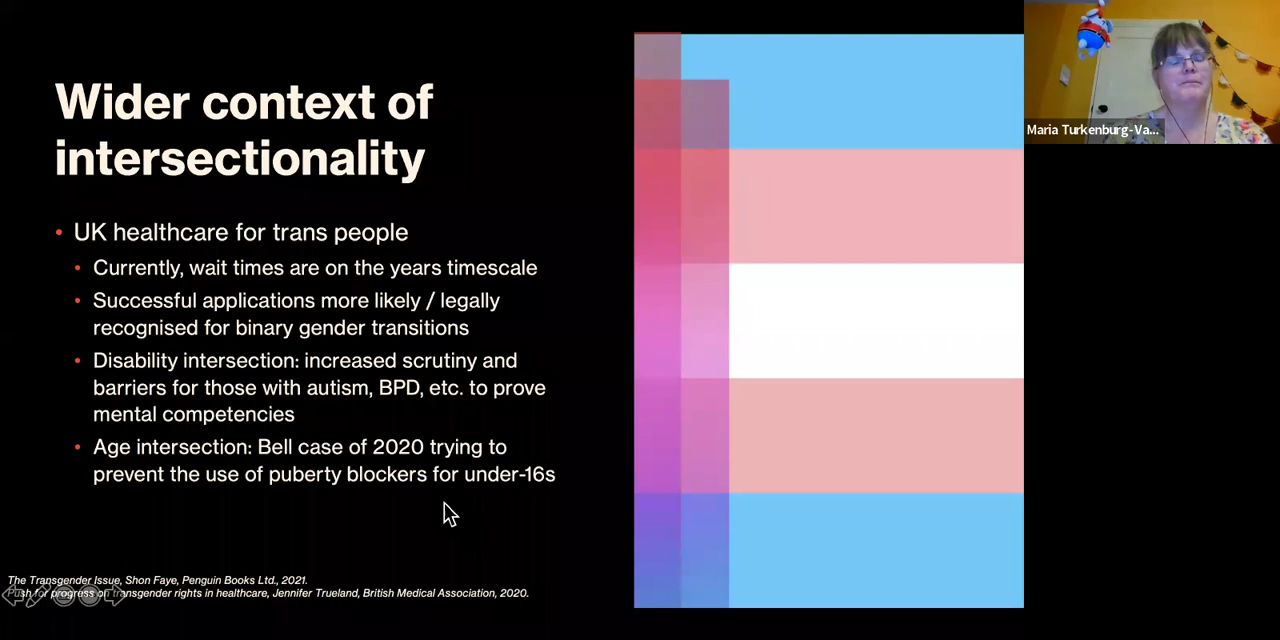 Wider context of
intersectionality
• UK healthcare for trans people
• Currently, wait times are on the years timescale
• Successful applications more likely / legally
recognised for binary gender transitions
• Disability intersection: increased scrutiny and
barriers for those with autism, BPD, etc. to prove
mental competencies
• Age intersection: Bell case of 2020 trying to
prevent the use of puberty blockers for under-16s
The Transgender Issue, Shon Faye, Penguin Books Ltd., 2021.
Push for progress on transgender rights in healthcare, Jennifer Trueland, British Medical Association, 2020.
Maria Turkenburg-Va...